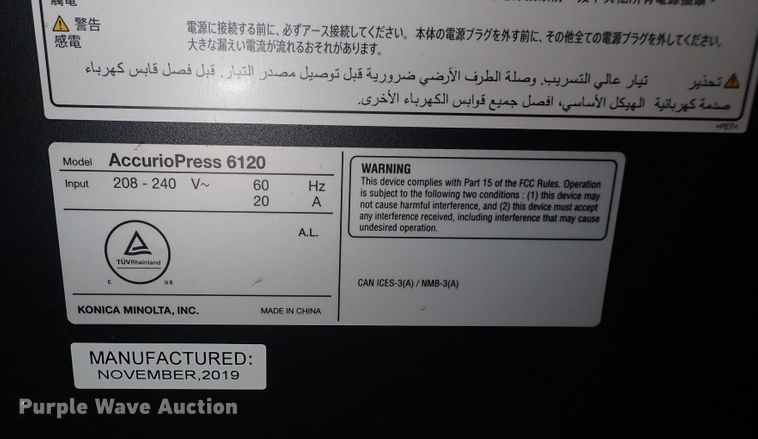 觸電
⚠警告
感電
電源に接続する前に、必ずアース接続してください。本体の電源プラグを外す前に、その他全ての電源プラグを外してください。
大きな漏えい電流が流れるおそれがあります。
⚠ تحذير تيار عالي التسريب. وصلة الطرف الأرضي ضرورية قبل توصيل مصدر التيار. قبل فصل قابس كهرباء
صدمة كهربائية الهيكل الأساسي، افصل جميع قوابس الكهرباء الأخرى.
>PET<
Model AccurioPress 6120
Input 208 - 240 V~ 60 Hz
20 A
A.L.
TÜVRheinland
C US
KONICA MINOLTA, INC. MADE IN CHINA
WARNING
This device complies with Part 15 of the FCC Rules. Operation
is subject to the following two conditions : (1) this device may
not cause harmful interference, and (2) this device must accept
any interference received, including interference that may cause
undesired operation.
CAN ICES-3(A) / NMB-3(A)
MANUFACTURED:
NOVEMBER,2019
Purple Wave Auction